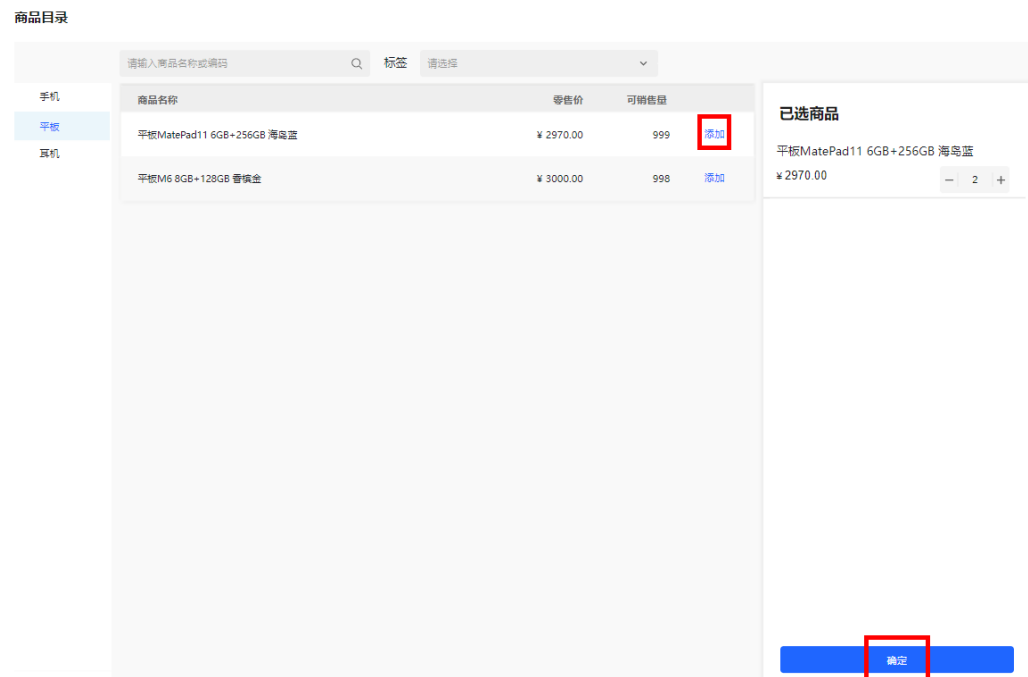 商品目录
请输入商品名称或编码 标签 请选择
手机
平板
耳机
商品名称 零售价 可销售量
平板MatePad11 6GB+256GB 海岛蓝 ¥ 2970.00 999 添加
平板M6 8GB+128GB 香槟金 ¥ 3000.00 998 添加
已选商品
平板MatePad11 6GB+256GB 海岛蓝
¥2970.00 － 2 ＋
确定